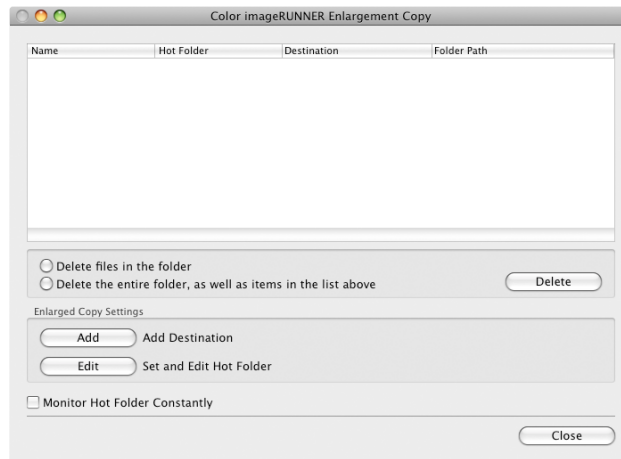 Color imageRUNNER Enlargement Copy
Name Hot Folder Destination Folder Path
Delete files in the folder
Delete the entire folder, as well as items in the list above
Delete
Enlarged Copy Settings
Add Add Destination
Edit Set and Edit Hot Folder
Monitor Hot Folder Constantly
Close